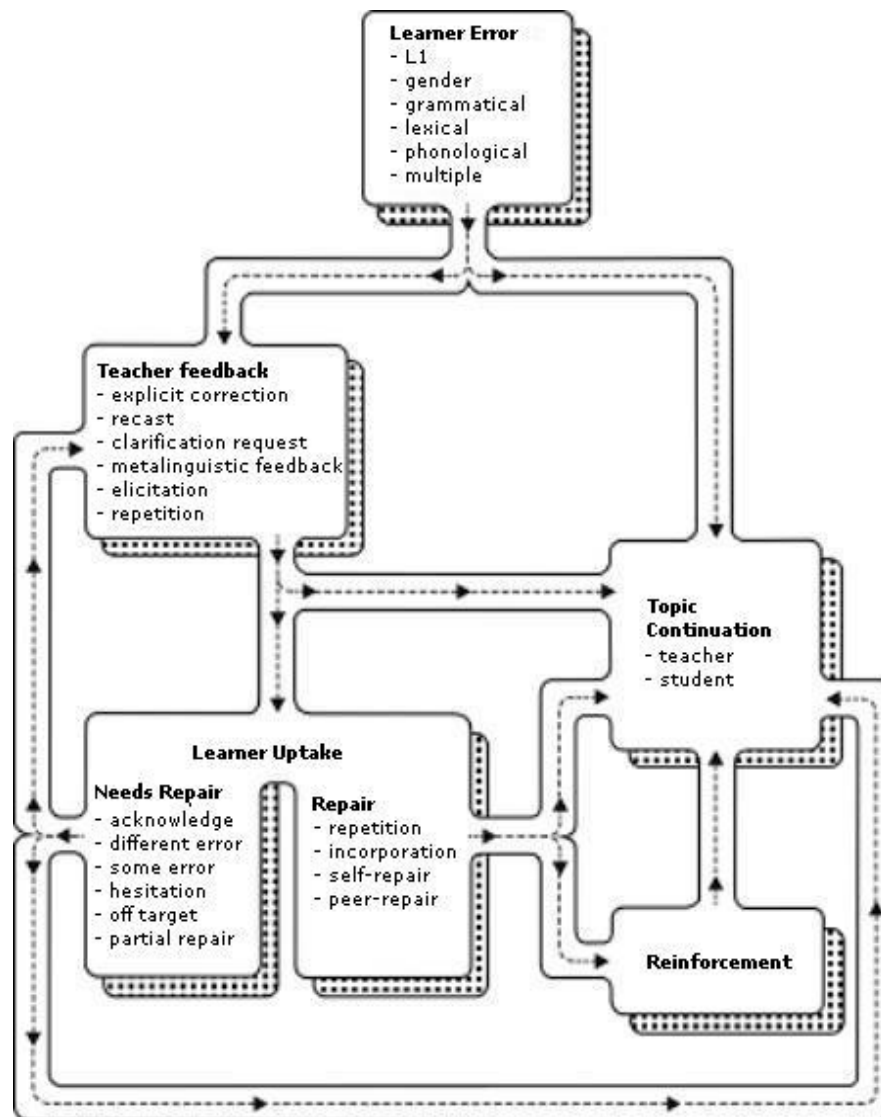 Learner Error
- L1
- gender
- grammatical
- lexical
- phonological
- multiple
Teacher feedback
- explicit correction
- recast
- clarification request
- metalinguistic feedback
- elicitation
- repetition
Topic
Continuation
- teacher
- student
Learner Uptake
Needs Repair
- acknowledge
- different error
- some error
- hesitation
- off target
- partial repair
Repair
- repetition
- incorporation
- self-repair
- peer-repair
Reinforcement